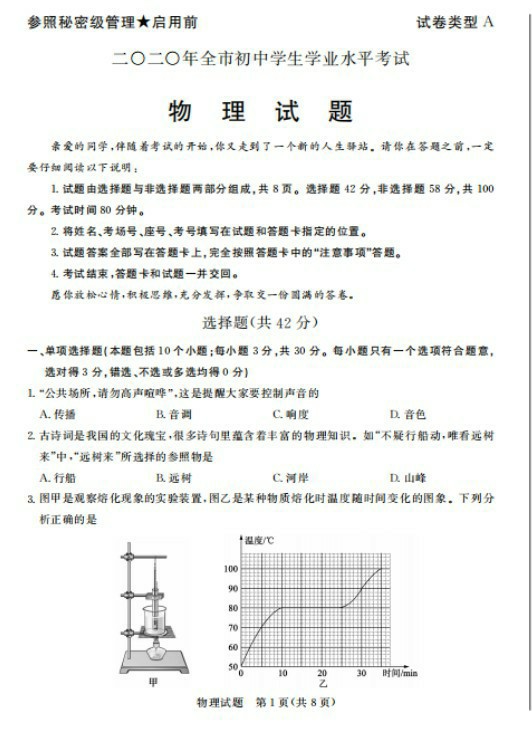 参照秘密级管理★启用前
试卷类型 A
二〇二〇年全市初中学生学业水平考试
物 理 试 题
亲爱的同学,伴随着考试的开始,你又走到了一个新的人生驿站。请你在答题之前,一定
要仔细阅读以下说明:
1. 试题由选择题与非选择题两部分组成,共 8 页。选择题 42 分,非选择题 58 分,共 100
分。考试时间 80 分钟。
2. 将姓名、考场号、座号、考号填写在试题和答题卡指定的位置。
3. 试题答案全部写在答题卡上,完全按照答题卡中的“注意事项”答题。
4. 考试结束,答题卡和试题一并交回。
愿你放松心情,积极思维,充分发挥,争取交一份圆满的答卷。
选择题(共 42 分)
一、单项选择题(本题包括 10 个小题;每小题 3 分,共 30 分。每小题只有一个选项符合题意,
选对得 3 分,错选、不选或多选均得 0 分)
1. “公共场所,请勿高声喧哗”,这是提醒大家要控制声音的
A. 传播 B. 音调 C. 响度 D. 音色
2. 古诗词是我国的文化瑰宝,很多诗句里蕴含着丰富的物理知识。如“不疑行船动,唯看远树
来”中,“远树来”所选择的参照物是
A. 行船 B. 远树 C. 河岸 D. 山峰
3. 图甲是观察熔化现象的实验装置,图乙是某种物质熔化时温度随时间变化的图象。下列分
析正确的是
温度/℃
100
90
80
70
60
50
0 10 20 30 时间/min
甲
乙
物理试题 第 1 页(共 8 页)